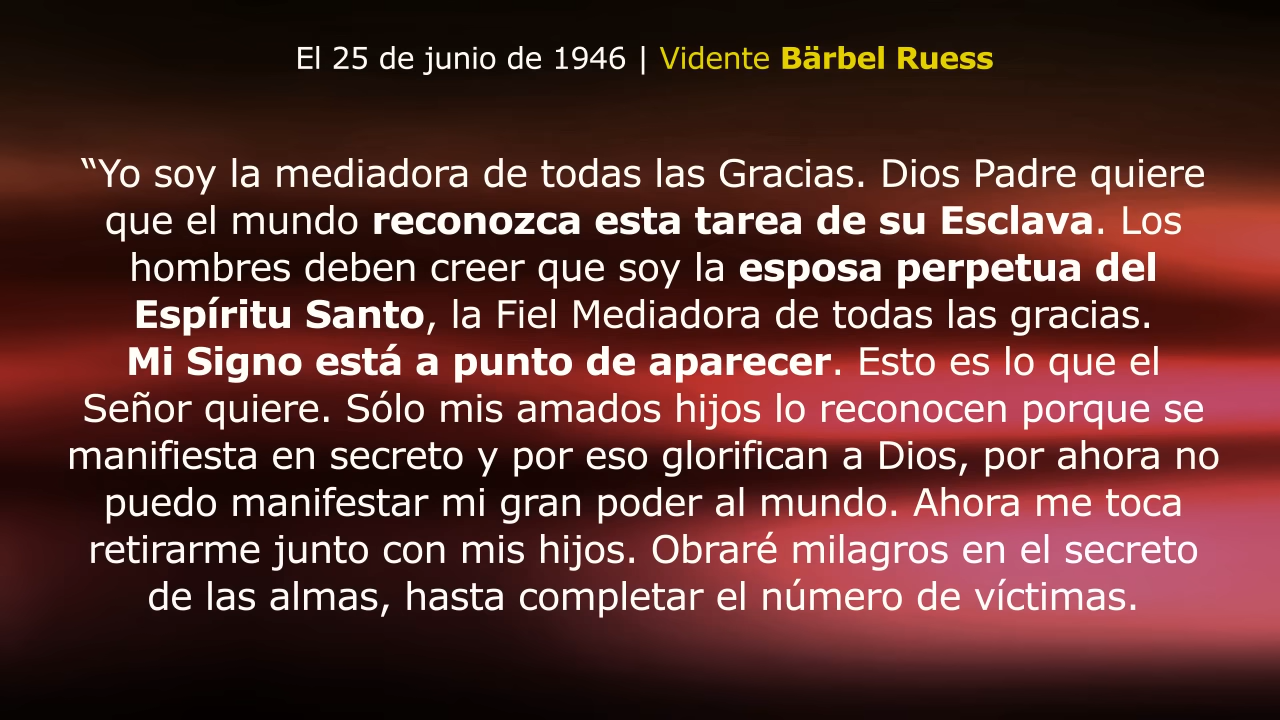 El 25 de junio de 1946 | Vidente Bärbel Ruess
“Yo soy la mediadora de todas las Gracias. Dios Padre quiere
que el mundo reconozca esta tarea de su Esclava. Los
hombres deben creer que soy la esposa perpetua del
Espíritu Santo, la Fiel Mediadora de todas las gracias.
Mi Signo está a punto de aparecer. Esto es lo que el
Señor quiere. Sólo mis amados hijos lo reconocen porque se
manifiesta en secreto y por eso glorifican a Dios, por ahora no
puedo manifestar mi gran poder al mundo. Ahora me toca
retirarme junto con mis hijos. Obraré milagros en el secreto
de las almas, hasta completar el número de víctimas.